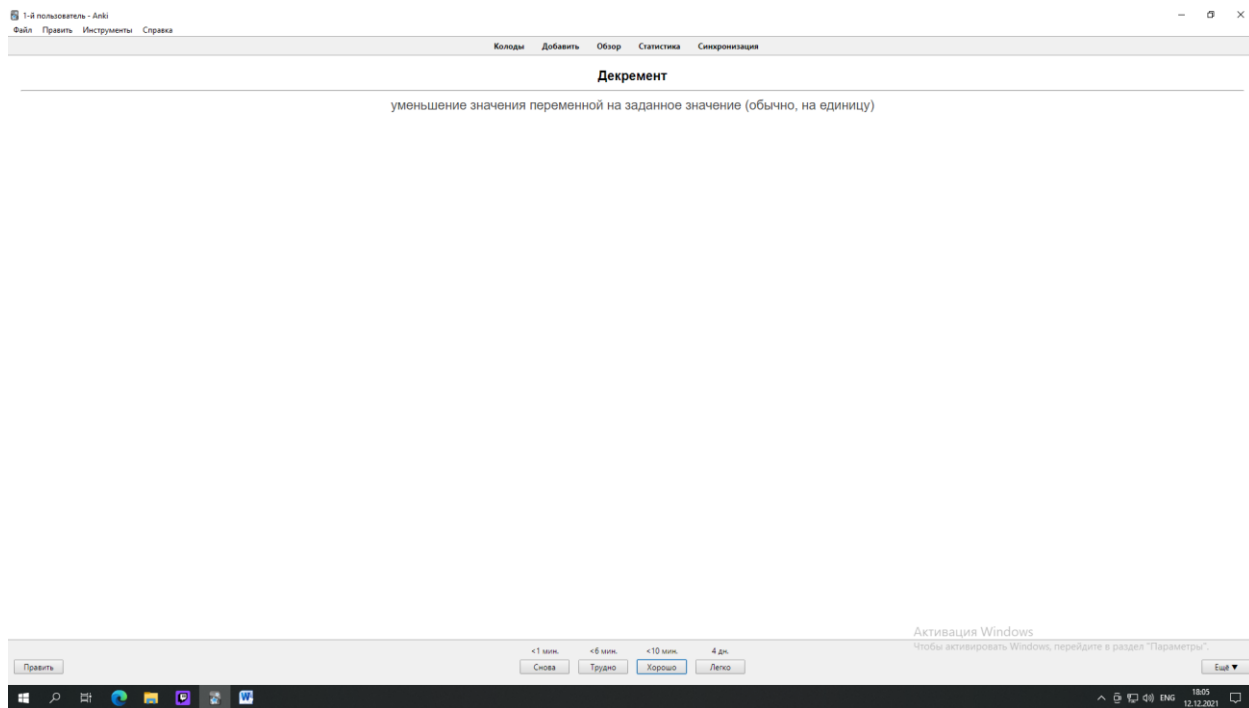 1-й пользователь - Anki
Файл Править Инструменты Справка
Колоды Добавить Обзор Статистика Синхронизация
Декремент
уменьшение значения переменной на заданное значение (обычно, на единицу)
Активация Windows
Чтобы активировать Windows, перейдите в раздел "Параметры".
<1 мин. <6 мин. <10 мин. 4 дн.
Править Снова Трудно Хорошо Легко Ещё ▼
ENG 18:05
12.12.2021